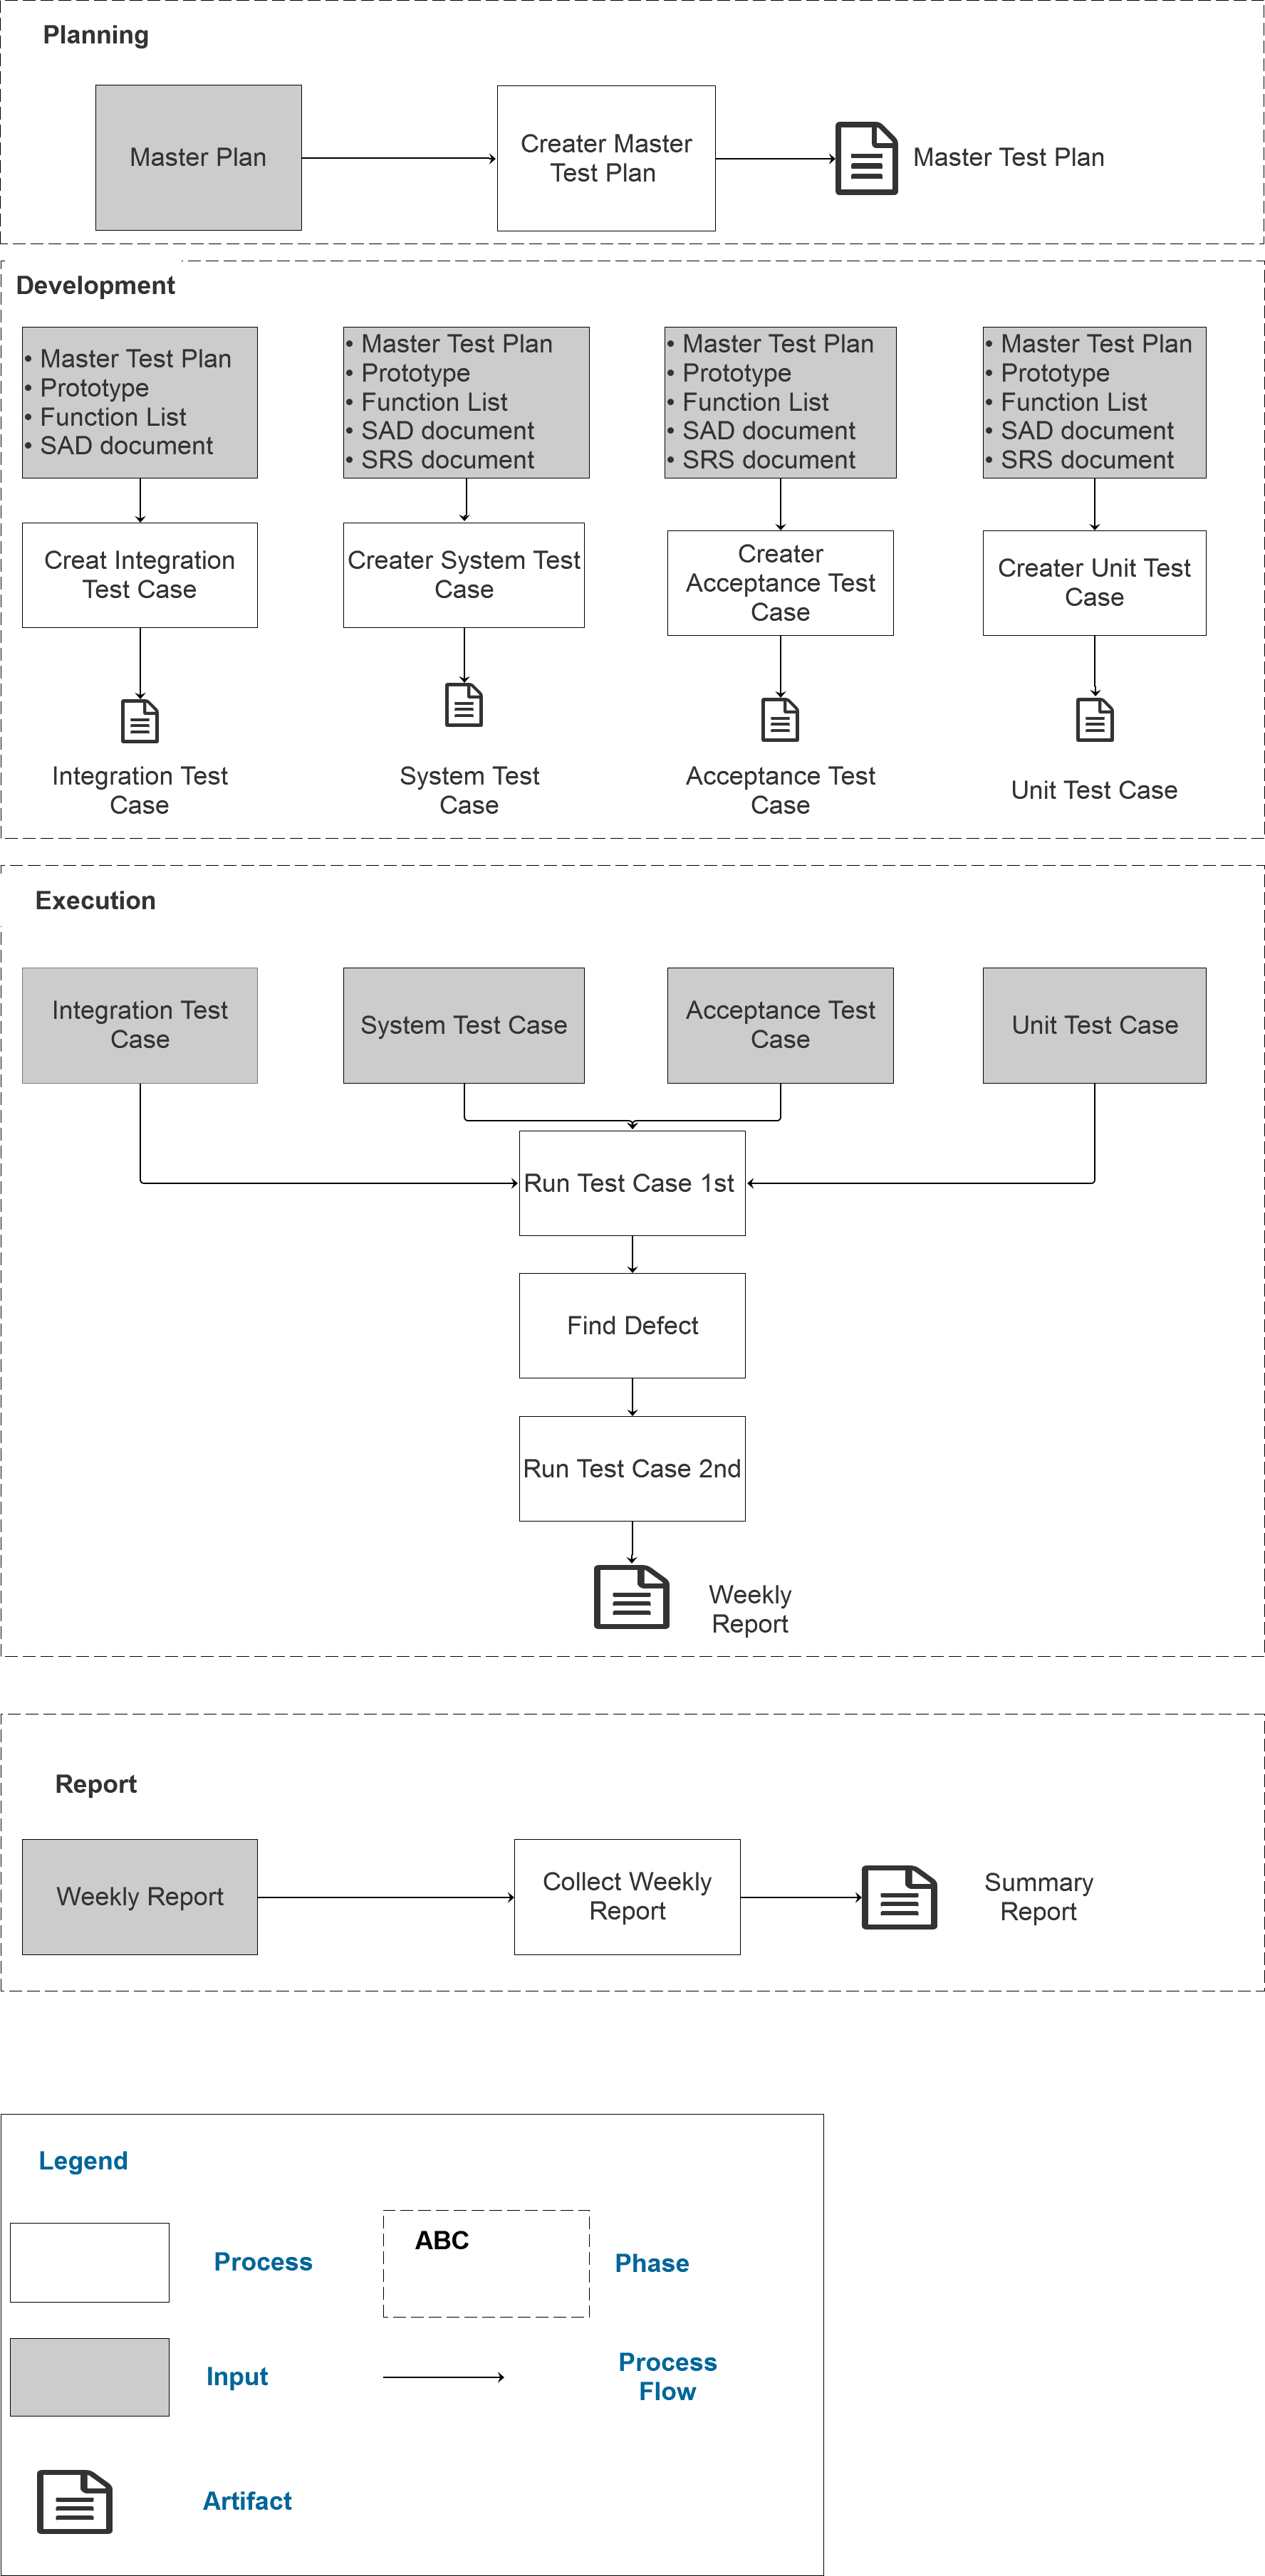 Planning
Master Plan
Creater Master
Test Plan
Master Test Plan
Development
• Master Test Plan
• Prototype
• Function List
• SAD document
• Master Test Plan
• Prototype
• Function List
• SAD document
• SRS document
• Master Test Plan
• Prototype
• Function List
• SAD document
• SRS document
• Master Test Plan
• Prototype
• Function List
• SAD document
• SRS document
Creat Integration
Test Case
Creater System Test
Case
Creater
Acceptance Test
Case
Creater Unit Test
Case
Integration Test
Case
System Test
Case
Acceptance Test
Case
Unit Test Case
Execution
Integration Test
Case
System Test Case
Acceptance Test
Case
Unit Test Case
Run Test Case 1st
Find Defect
Run Test Case 2nd
Weekly
Report
Report
Weekly Report
Collect Weekly
Report
Summary
Report
Legend
Process
ABC
Phase
Input
Process
Flow
Artifact